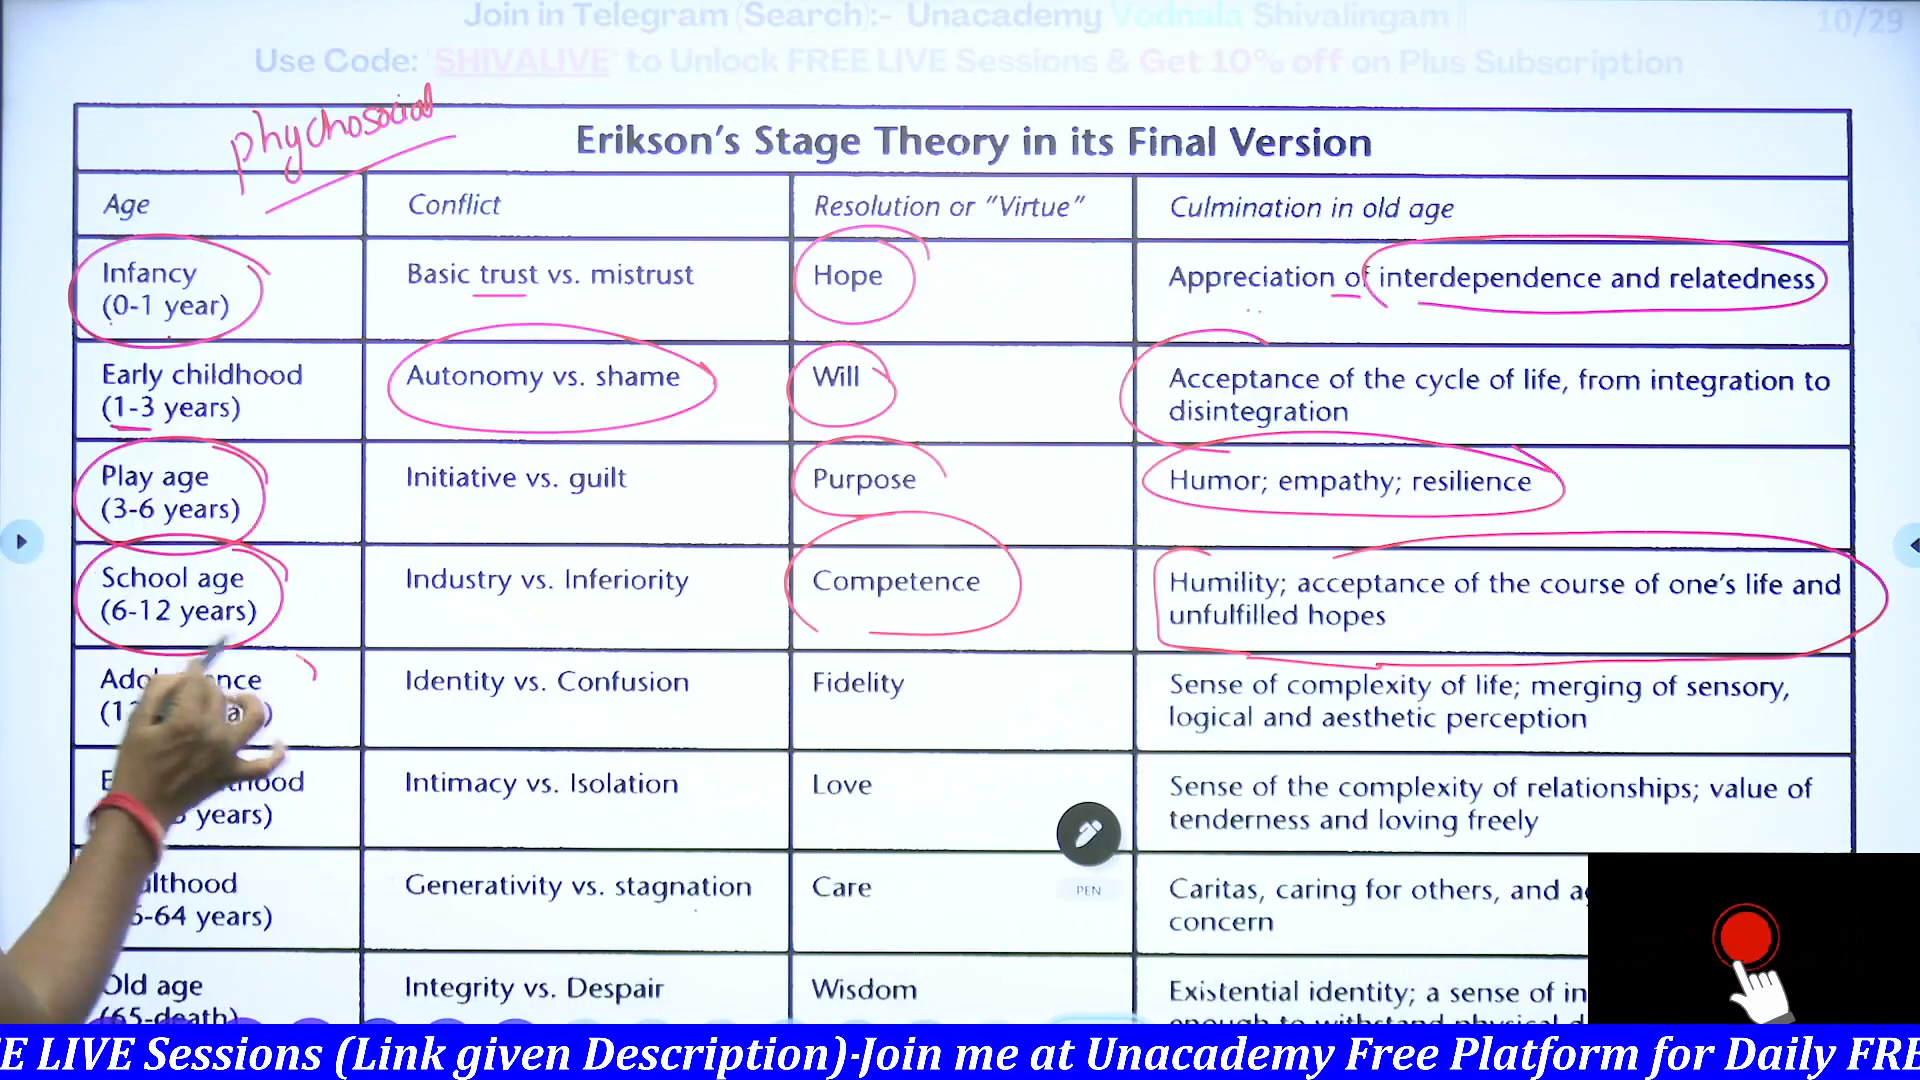 Join in Telegram (Search):- Unacademy Vodnala Shivalingam
10/29
Use Code: 'SHIVALIVE' to Unlock FREE LIVE Sessions & Get 10% off on Plus Subscription
phychosocial
Erikson's Stage Theory in its Final Version
Age Conflict Resolution or "Virtue" Culmination in old age
Infancy
(0-1 year)
Basic trust vs. mistrust
Hope
Appreciation of interdependence and relatedness
Early childhood
(1-3 years)
Autonomy vs. shame
Will
Acceptance of the cycle of life, from integration to
disintegration
Play age
(3-6 years)
Initiative vs. guilt
Purpose
Humor; empathy; resilience
School age
(6-12 years)
Industry vs. Inferiority
Competence
Humility; acceptance of the course of one's life and
unfulfilled hopes
Identity vs. Confusion
Fidelity
Sense of complexity of life; merging of sensory,
logical and aesthetic perception
years)
Intimacy vs. Isolation
Love
Sense of the complexity of relationships; value of
tenderness and loving freely
-64 years)
Generativity vs. stagnation
Care
Caritas, caring for others, and
concern
PEN
Old age
(65-death)
Integrity vs. Despair
Wisdom
Existential identity; a sense of
enough to withstand physical
E LIVE Sessions (Link given Description)-Join me at Unacademy Free Platform for Daily FRE